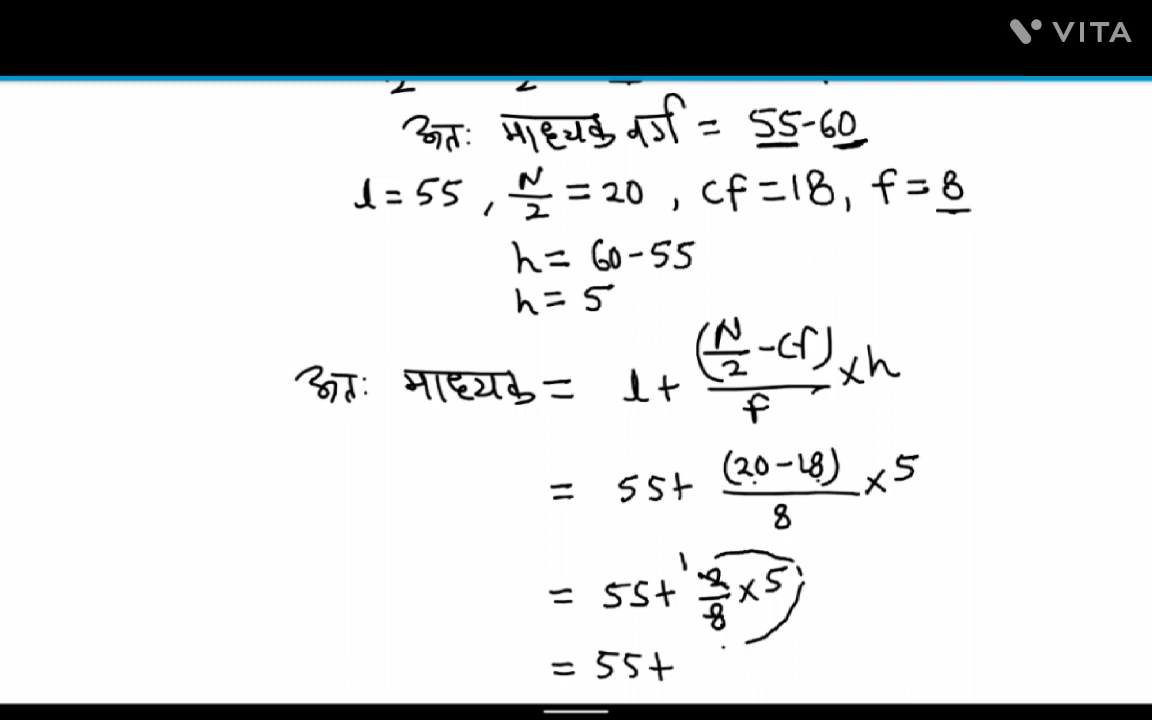 VITA
अतः माध्यक वर्ग = 55-60
l = 55 , N/2 = 20 , cf = 18, f = 8
h = 60-55
h = 5
अतः माध्यक = l + (N/2 - cf)/f × h
= 55 + (20-18)/8 × 5
= 55 + 1 2/8 × 5
= 55 +